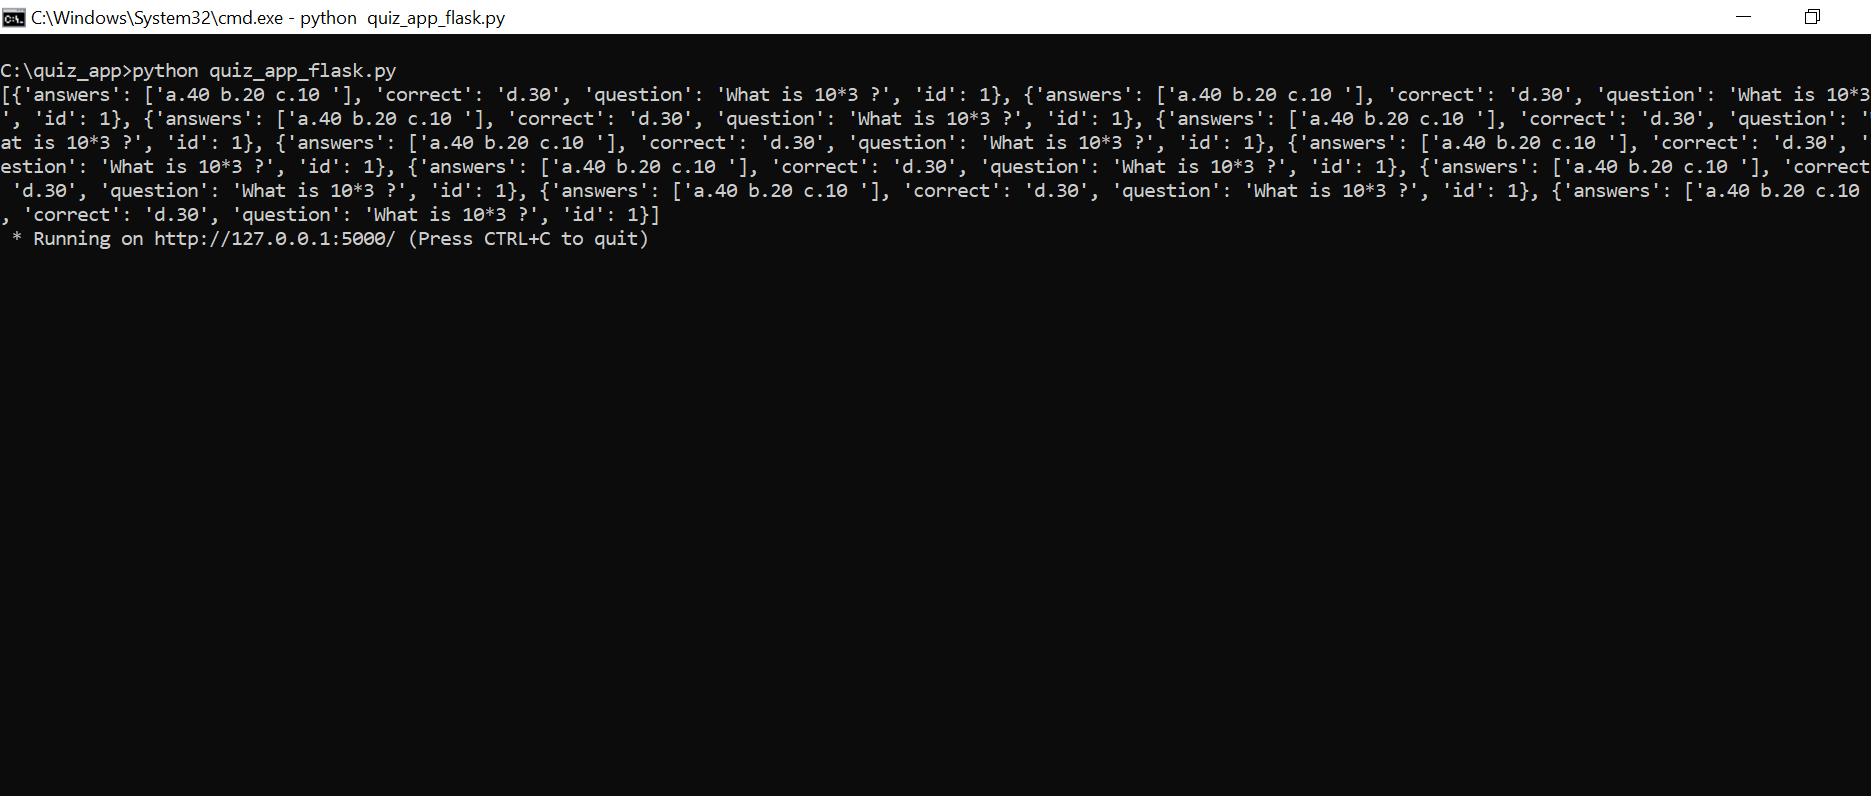 C:\Windows\System32\cmd.exe - python  quiz_app_flask.py
C:\quiz_app>python quiz_app_flask.py
[{'answers': ['a.40 b.20 c.10 '], 'correct': 'd.30', 'question': 'What is 10*3 ?', 'id': 1}, {'answers': ['a.40 b.20 c.10 '], 'correct': 'd.30', 'question': 'What is 10*3
', 'id': 1}, {'answers': ['a.40 b.20 c.10 '], 'correct': 'd.30', 'question': 'What is 10*3 ?', 'id': 1}, {'answers': ['a.40 b.20 c.10 '], 'correct': 'd.30', 'question': '
at is 10*3 ?', 'id': 1}, {'answers': ['a.40 b.20 c.10 '], 'correct': 'd.30', 'question': 'What is 10*3 ?', 'id': 1}, {'answers': ['a.40 b.20 c.10 '], 'correct': 'd.30', '
estion': 'What is 10*3 ?', 'id': 1}, {'answers': ['a.40 b.20 c.10 '], 'correct': 'd.30', 'question': 'What is 10*3 ?', 'id': 1}, {'answers': ['a.40 b.20 c.10 '], 'correct
 'd.30', 'question': 'What is 10*3 ?', 'id': 1}, {'answers': ['a.40 b.20 c.10 '], 'correct': 'd.30', 'question': 'What is 10*3 ?', 'id': 1}, {'answers': ['a.40 b.20 c.10
, 'correct': 'd.30', 'question': 'What is 10*3 ?', 'id': 1}]
 * Running on http://127.0.0.1:5000/ (Press CTRL+C to quit)